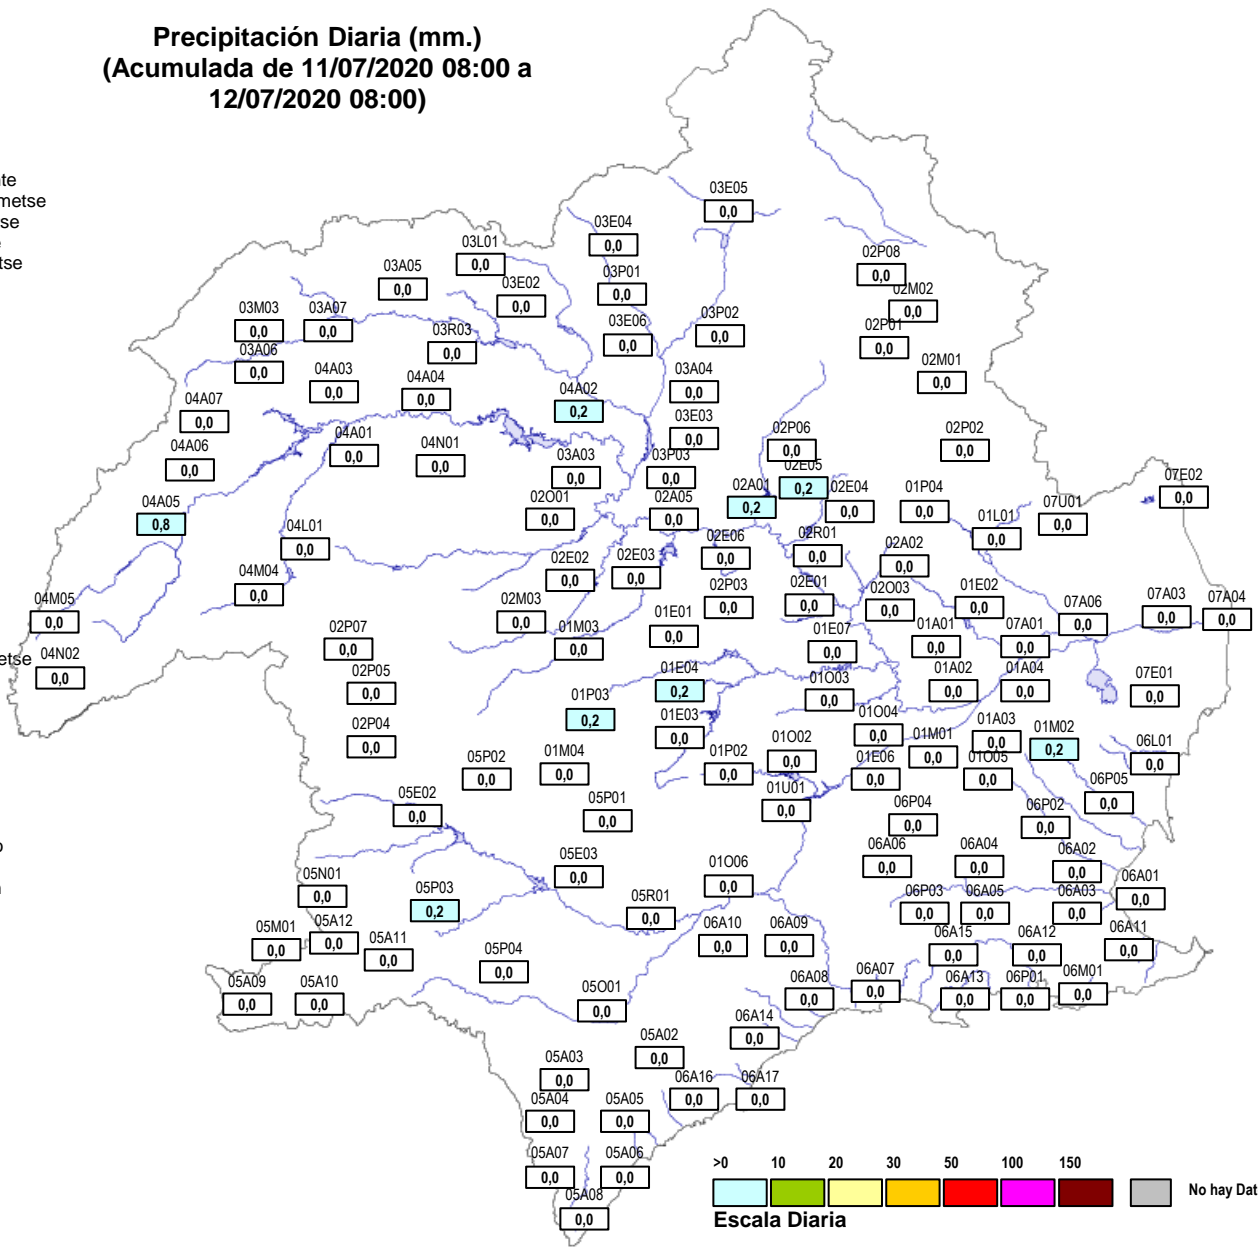 Precipitación Diaria (mm.)
(Acumulada de 11/07/2020 08:00 a
12/07/2020 08:00)
te
metse
se
tse
etse
03E05
0,0
03E04
0,0
03L01
0,0
02P08
0,0
03A05
0,0
03P01
0,0
03E02
0,0
02M02
0,0
03M03
0,0
03A07
0,0
03P02
0,0
03R03
0,0
03E06
0,0
02P01
0,0
03A06
0,0
02M01
0,0
04A03
0,0
04A04
0,0
04A02
0,2
03A04
0,0
04A07
0,0
03E03
0,0
04A01
0,0
04N01
0,0
02P06
0,0
02P02
0,0
04A06
0,0
03A03
0,0
03P03
0,0
02E05
0,2
07E02
0,0
04A05
0,8
02O01
0,0
02A05
0,0
02A01
0,2
02E04
0,0
01P04
0,0
07U01
0,0
01L01
0,0
04L01
0,0
02E06
0,0
02R01
0,0
02A02
0,0
04M04
0,0
02E02
0,0
02E03
0,0
04M05
0,0
02M03
0,0
02P03
0,0
02E01
0,0
02O03
0,0
01E02
0,0
07A06
0,0
07A03
0,0
07A04
0,0
02P07
0,0
01M03
0,0
01E01
0,0
01E07
0,0
01A01
0,0
07A01
0,0
04N02
0,0
02P05
0,0
01E04
0,2
01O03
0,0
01A02
0,0
01A04
0,0
07E01
0,0
01P03
0,2
02P04
0,0
01E03
0,0
01O04
0,0
01A03
0,0
01M02
0,2
01M01
0,0
06L01
0,0
05P02
0,0
01M04
0,0
01P02
0,0
01O02
0,0
01E06
0,0
01O05
0,0
05E02
0,0
05P01
0,0
01U01
0,0
06P04
0,0
06P02
0,0
06P05
0,0
05E03
0,0
01O06
0,0
06A06
0,0
06A04
0,0
06A02
0,0
05N01
0,0
05P03
0,2
05R01
0,0
06P03
0,0
06A05
0,0
06A03
0,0
06A01
0,0
05M01
0,0
05A12
0,0
05A11
0,0
05P04
0,0
06A10
0,0
06A09
0,0
06A15
0,0
06A12
0,0
06A11
0,0
05A09
0,0
05A10
0,0
05O01
0,0
06A08
0,0
06A07
0,0
06A13
0,0
06P01
0,0
06M01
0,0
05A02
0,0
06A14
0,0
05A03
0,0
06A16
0,0
06A17
0,0
05A04
0,0
05A05
0,0
05A07
0,0
05A06
0,0
05A08
0,0
>0 10 20 30 50 100 150
No hay Dat
Escala Diaria